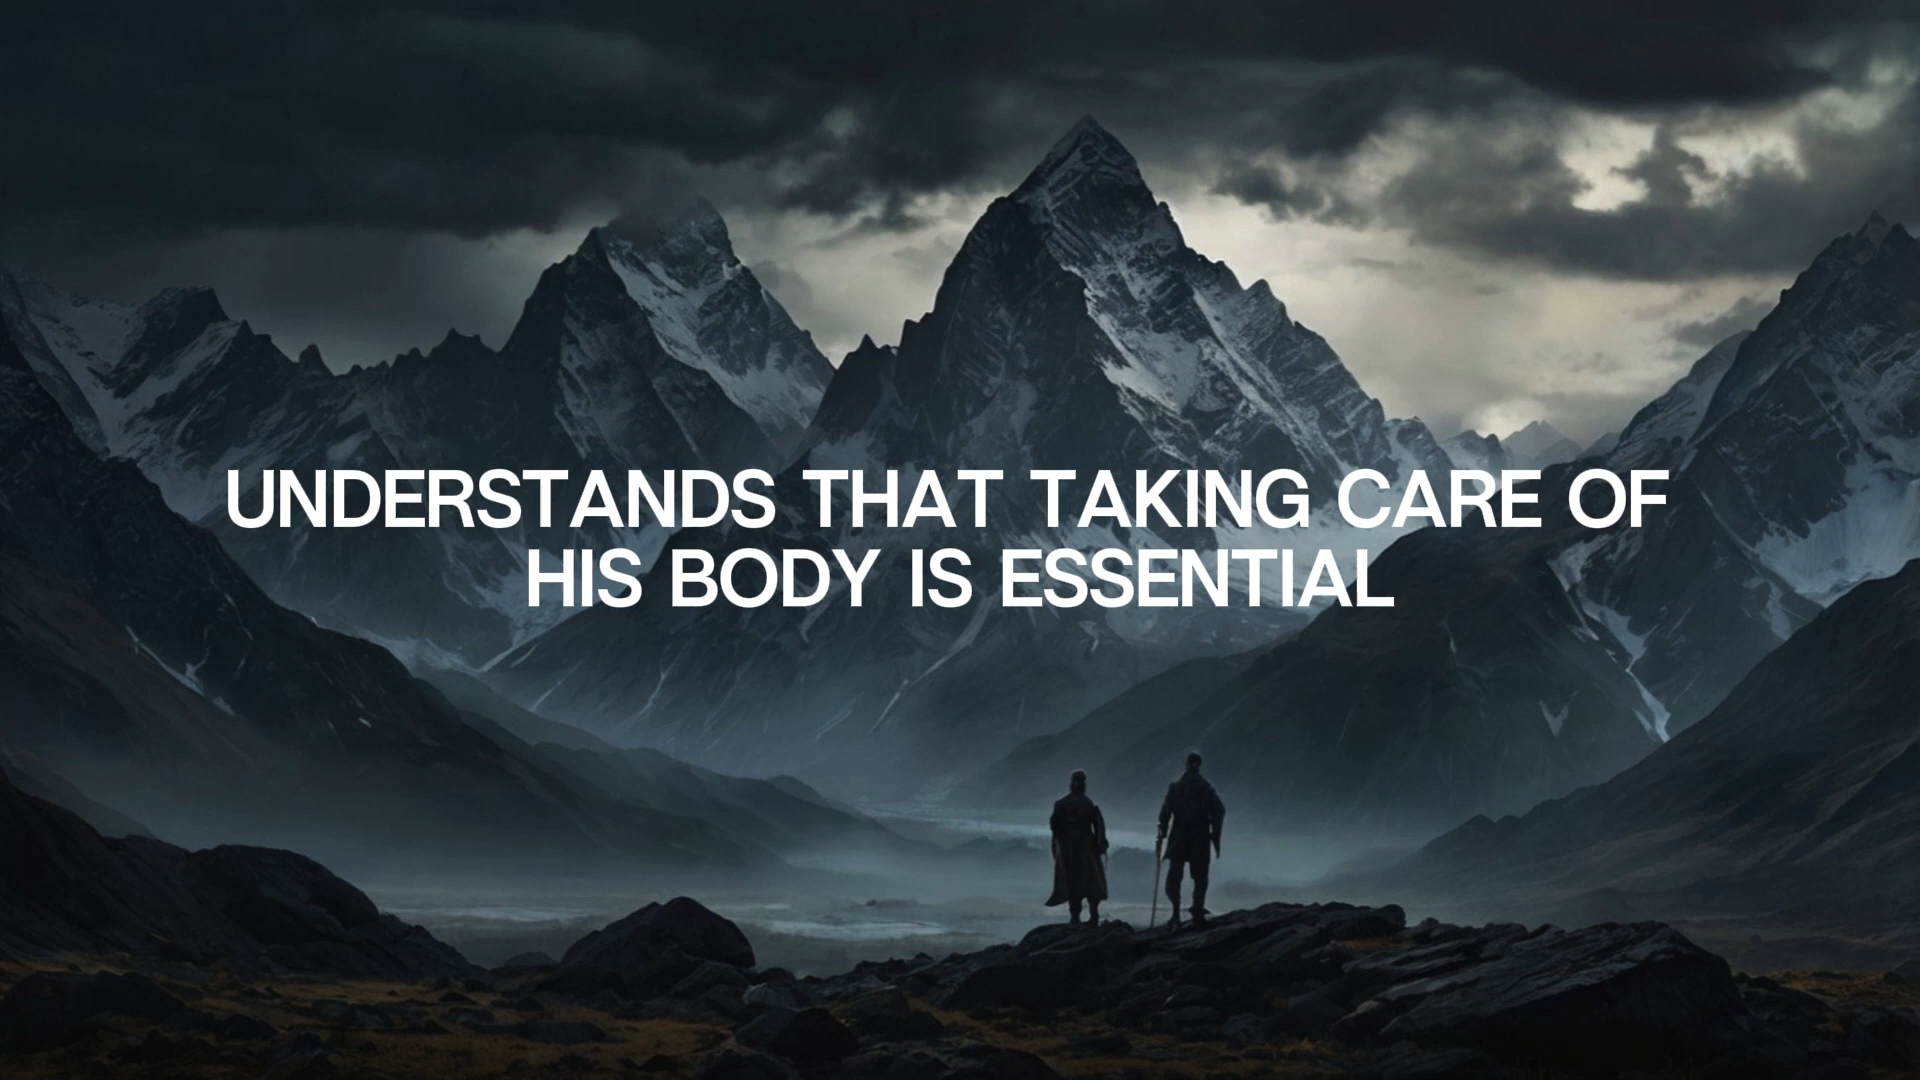 UNDERSTANDS THAT TAKING CARE OF
HIS BODY IS ESSENTIAL